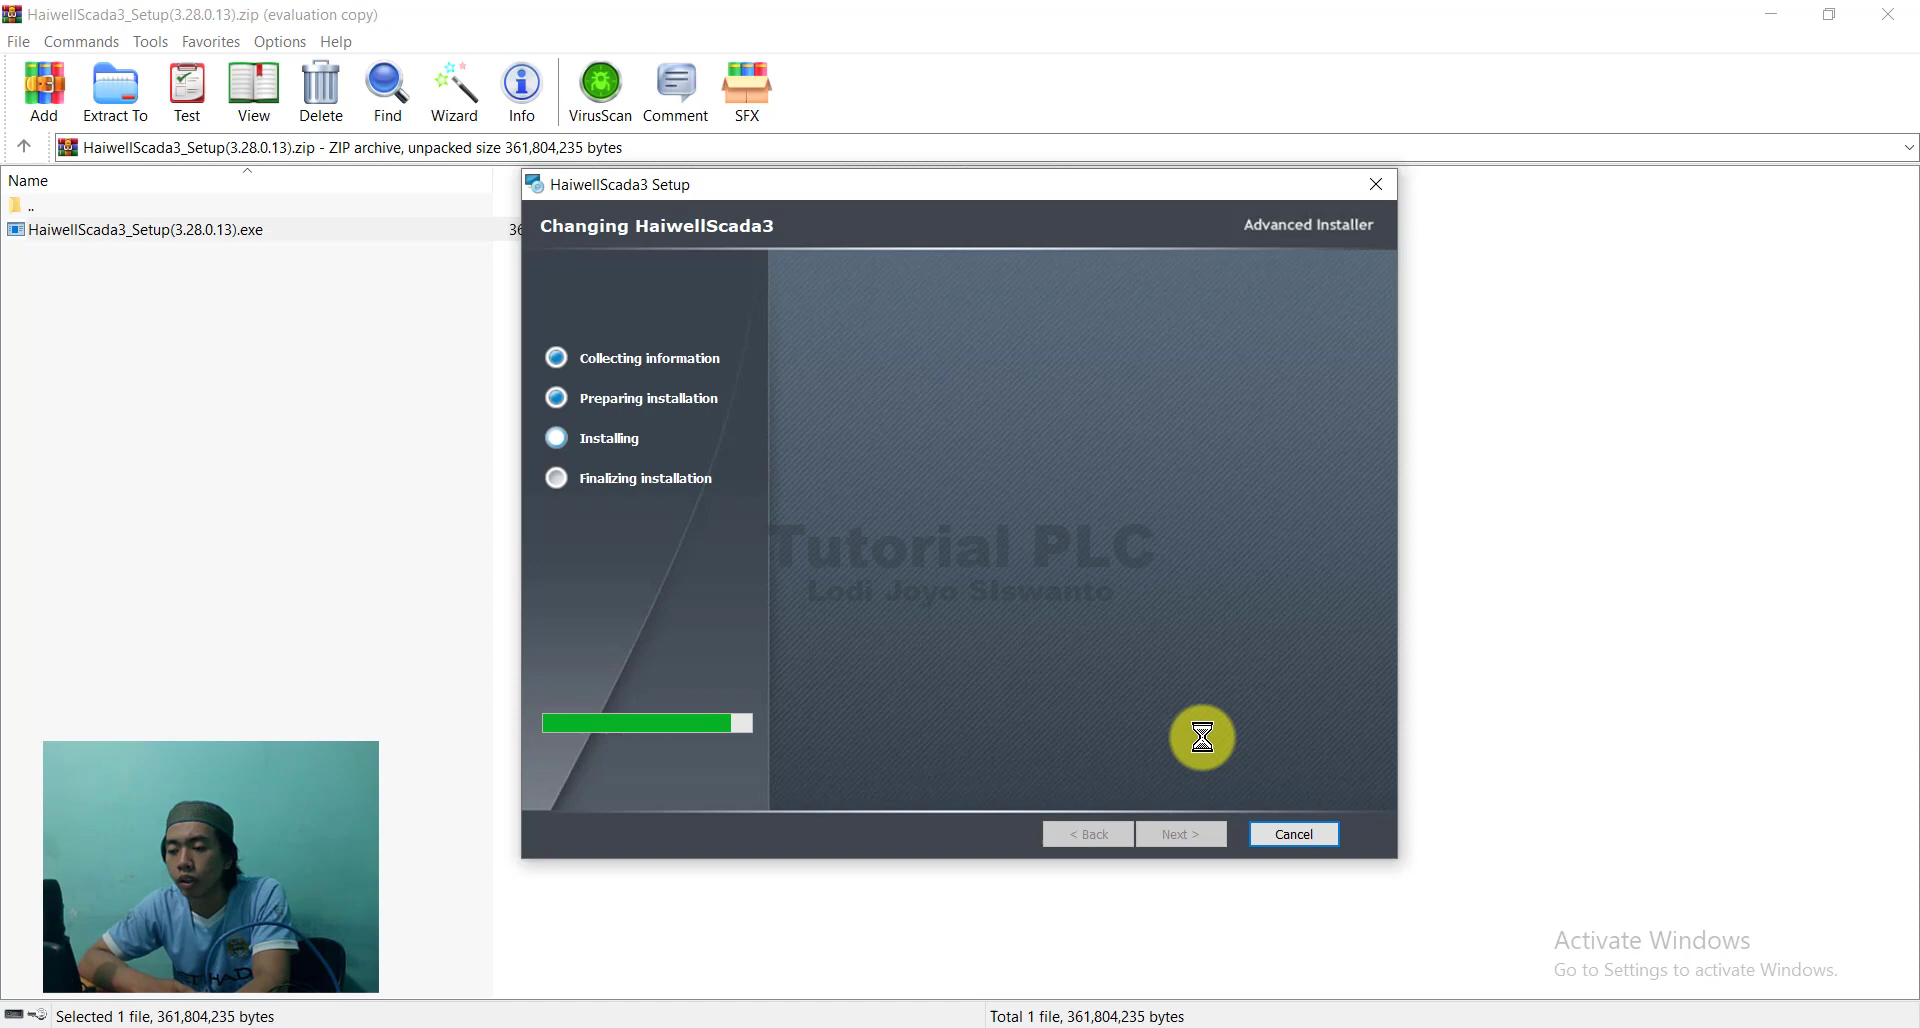 HaiwellScada3_Setup(3.28.0.13).zip (evaluation copy)
File Commands Tools Favorites Options Help
Add Extract To Test View Delete Find Wizard Info VirusScan Comment SFX
HaiwellScada3_Setup(3.28.0.13).zip - ZIP archive, unpacked size 361,804,235 bytes
Name
..
HaiwellScada3_Setup(3.28.0.13).exe 36
HaiwellScada3 Setup
Changing HaiwellScada3
Advanced Installer
Collecting information
Preparing installation
Installing
Finalizing installation
Tutorial PLC
Lodi Joyo SIswanto
< Back Next > Cancel
Activate Windows
Go to Settings to activate Windows.
Selected 1 file, 361,804,235 bytes
Total 1 file, 361,804,235 bytes